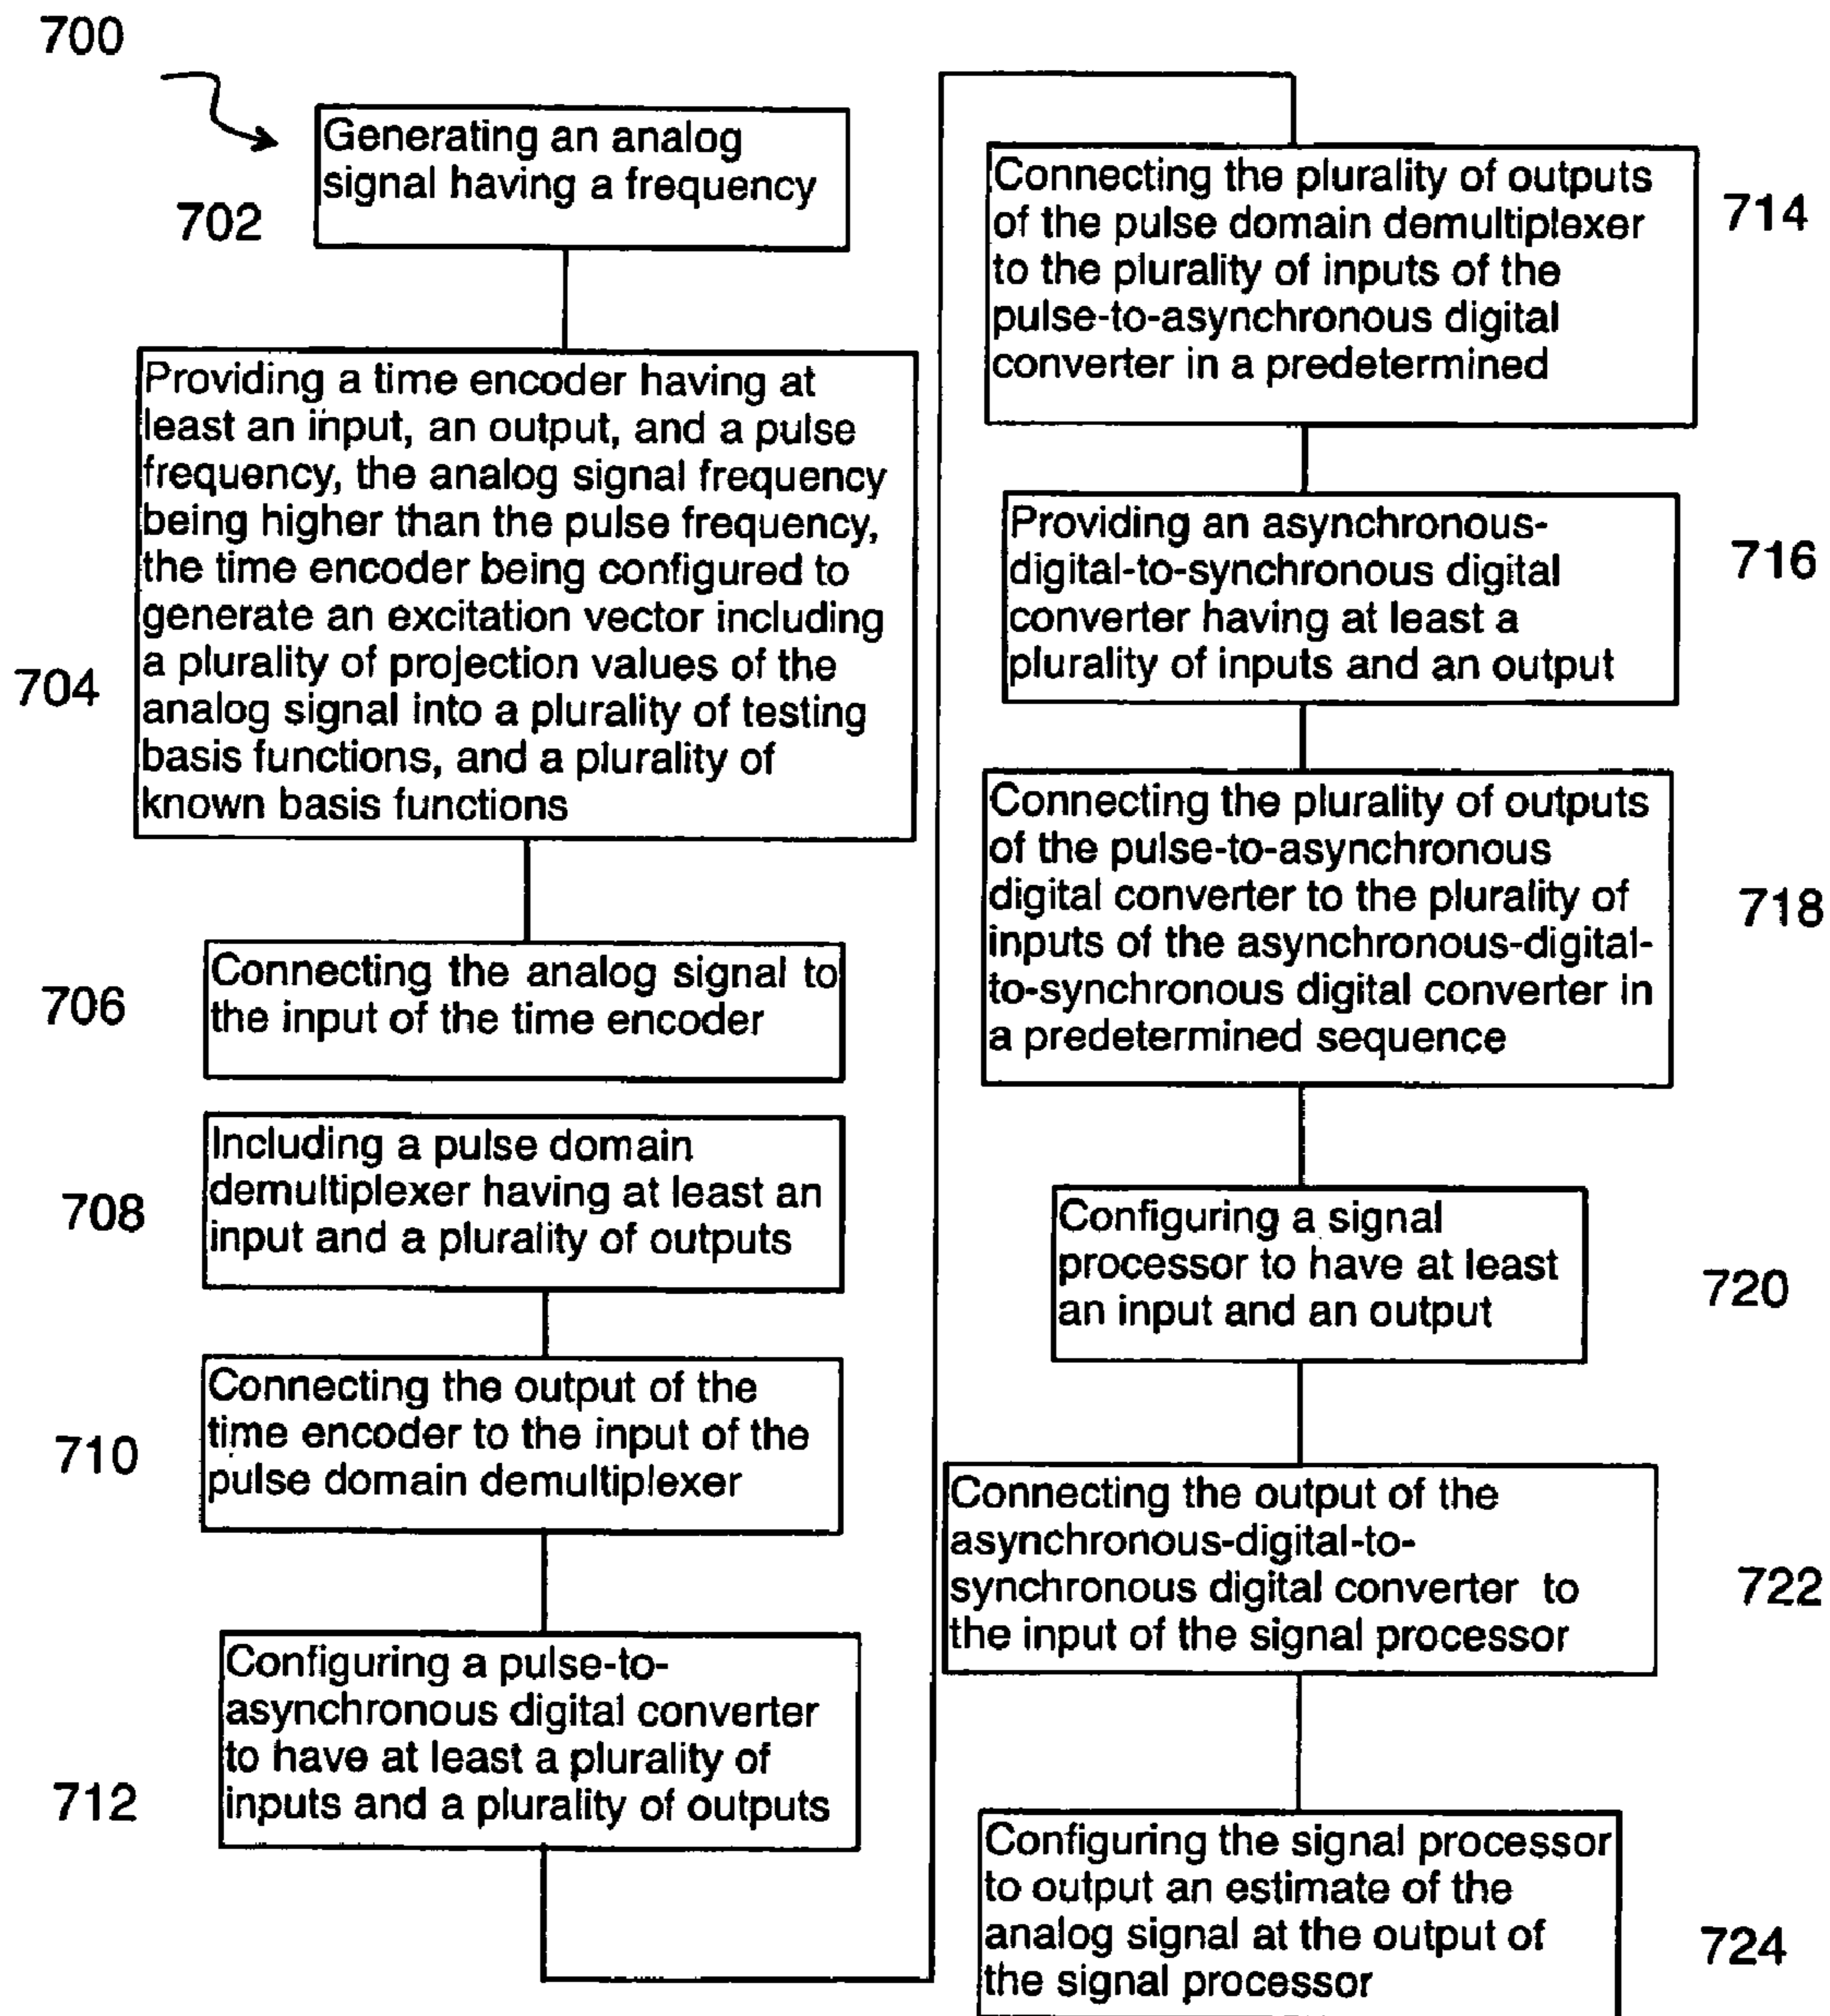 700
Generating an analog
signal having a frequency
702
Providing a time encoder having at
least an input, an output, and a pulse
frequency, the analog signal frequency
being higher than the pulse frequency,
the time encoder being configured to
generate an excitation vector including
a plurality of projection values of the
analog signal into a plurality of testing
basis functions, and a plurality of
known basis functions
704
Connecting the analog signal to
the input of the time encoder
706
Including a pulse domain
demultiplexer having at least an
input and a plurality of outputs
708
Connecting the output of the
time encoder to the input of the
pulse domain demultiplexer
710
Configuring a pulse-to-
asynchronous digital converter
to have at least a plurality of
inputs and a plurality of outputs
712
Connecting the plurality of outputs
of the pulse domain demultiplexer
to the plurality of inputs of the
pulse-to-asynchronous digital
converter in a predetermined
714
Providing an asynchronous-
digital-to-synchronous digital
converter having at least a
plurality of inputs and an output
716
Connecting the plurality of outputs
of the pulse-to-asynchronous
digital converter to the plurality of
inputs of the asynchronous-digital-
to-synchronous digital converter in
a predetermined sequence
718
Configuring a signal
processor to have at least
an input and an output
720
Connecting the output of the
asynchronous-digital-to-
synchronous digital converter to
the input of the signal processor
722
Configuring the signal processor
to output an estimate of the
analog signal at the output of
the signal processor
724